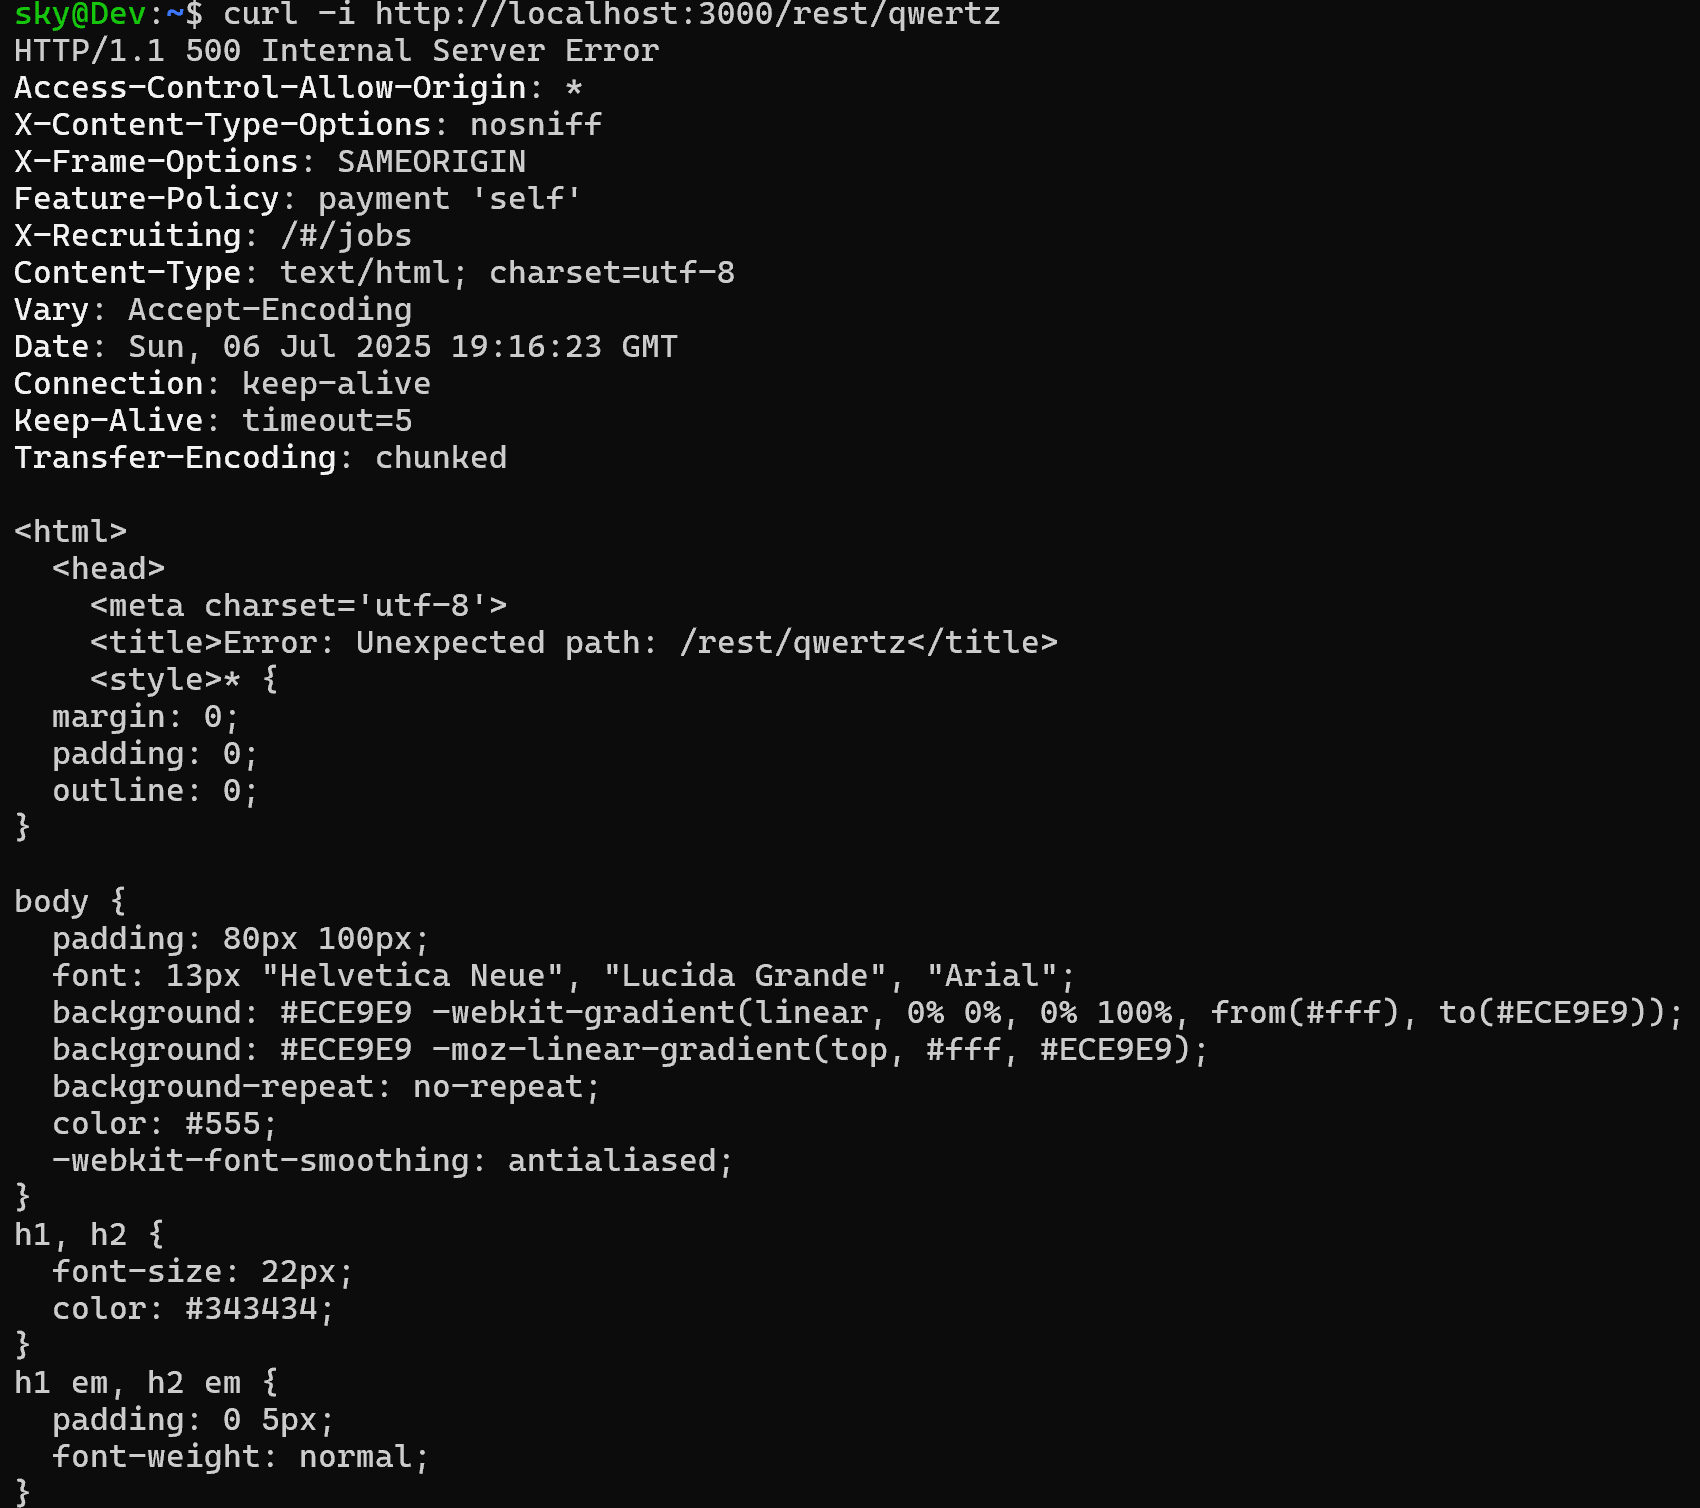 sky@Dev:~$ curl -i http://localhost:3000/rest/qwertz
HTTP/1.1 500 Internal Server Error
Access-Control-Allow-Origin: *
X-Content-Type-Options: nosniff
X-Frame-Options: SAMEORIGIN
Feature-Policy: payment 'self'
X-Recruiting: /#/jobs
Content-Type: text/html; charset=utf-8
Vary: Accept-Encoding
Date: Sun, 06 Jul 2025 19:16:23 GMT
Connection: keep-alive
Keep-Alive: timeout=5
Transfer-Encoding: chunked

<html>
  <head>
    <meta charset='utf-8'>
    <title>Error: Unexpected path: /rest/qwertz</title>
    <style>* {
  margin: 0;
  padding: 0;
  outline: 0;
}

body {
  padding: 80px 100px;
  font: 13px "Helvetica Neue", "Lucida Grande", "Arial";
  background: #ECE9E9 -webkit-gradient(linear, 0% 0%, 0% 100%, from(#fff), to(#ECE9E9));
  background: #ECE9E9 -moz-linear-gradient(top, #fff, #ECE9E9);
  background-repeat: no-repeat;
  color: #555;
  -webkit-font-smoothing: antialiased;
}
h1, h2 {
  font-size: 22px;
  color: #343434;
}
h1 em, h2 em {
  padding: 0 5px;
  font-weight: normal;
}